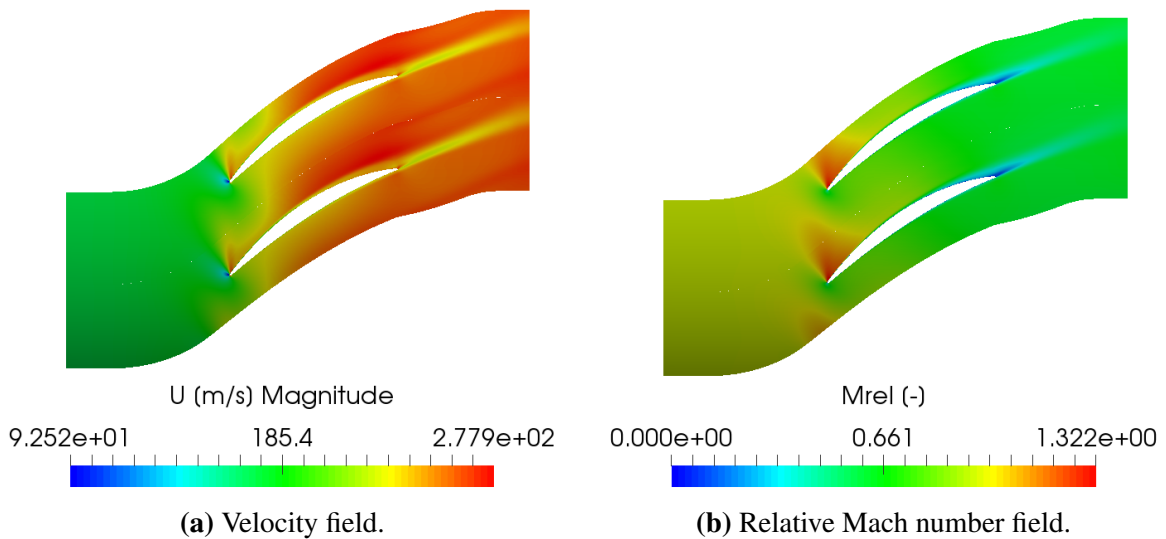 U (m/s) Magnitude
9.252e+01 185.4 2.779e+02
(a) Velocity field.
Mrel (-)
0.000e+00 0.661 1.322e+00
(b) Relative Mach number field.